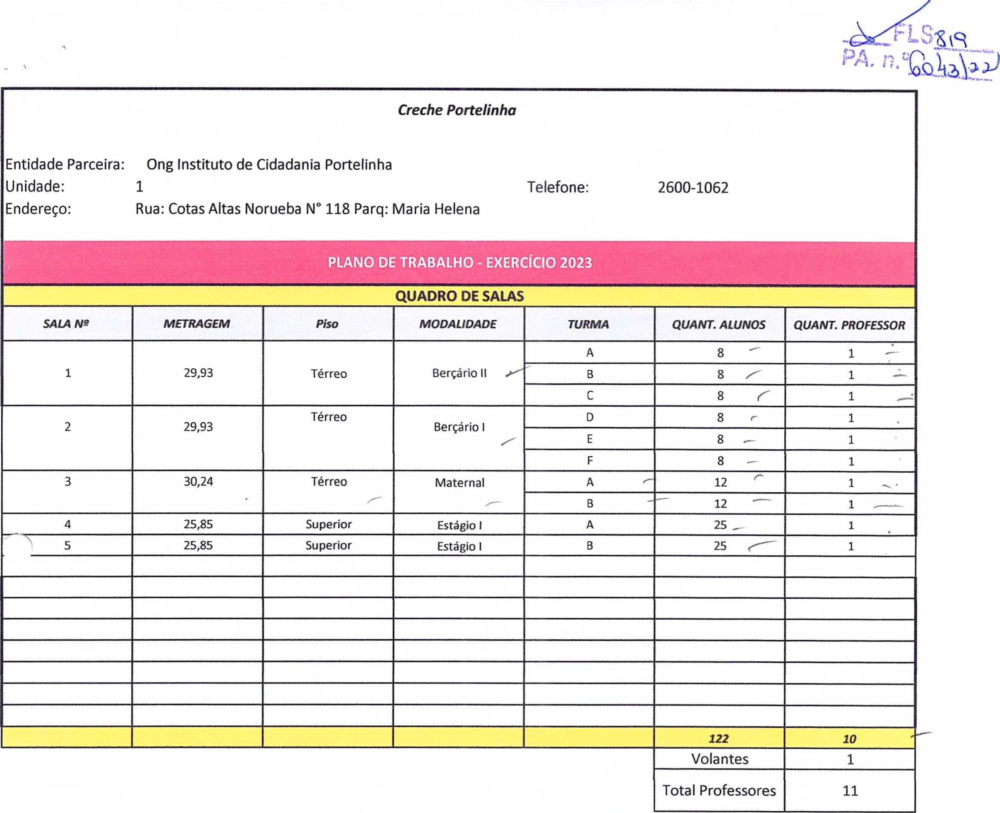 FLS 819
PA. n.º 6043/22
Creche Portelinha
Entidade Parceira: Ong Instituto de Cidadania Portelinha
Unidade: 1 Telefone: 2600-1062
Endereço: Rua: Cotas Altas Norueba N° 118 Parq: Maria Helena
PLANO DE TRABALHO - EXERCÍCIO 2023
QUADRO DE SALAS
SALA Nº METRAGEM Piso MODALIDADE TURMA QUANT. ALUNOS QUANT. PROFESSOR
1 29,93 Térreo Berçário II A 8 1
B 8 1
C 8 1
2 29,93 Térreo Berçário I D 8 1
E 8 1
F 8 1
3 30,24 Térreo Maternal A 12 1
B 12 1
4 25,85 Superior Estágio I A 25 1
5 25,85 Superior Estágio I B 25 1
122 10
Volantes 1
Total Professores 11